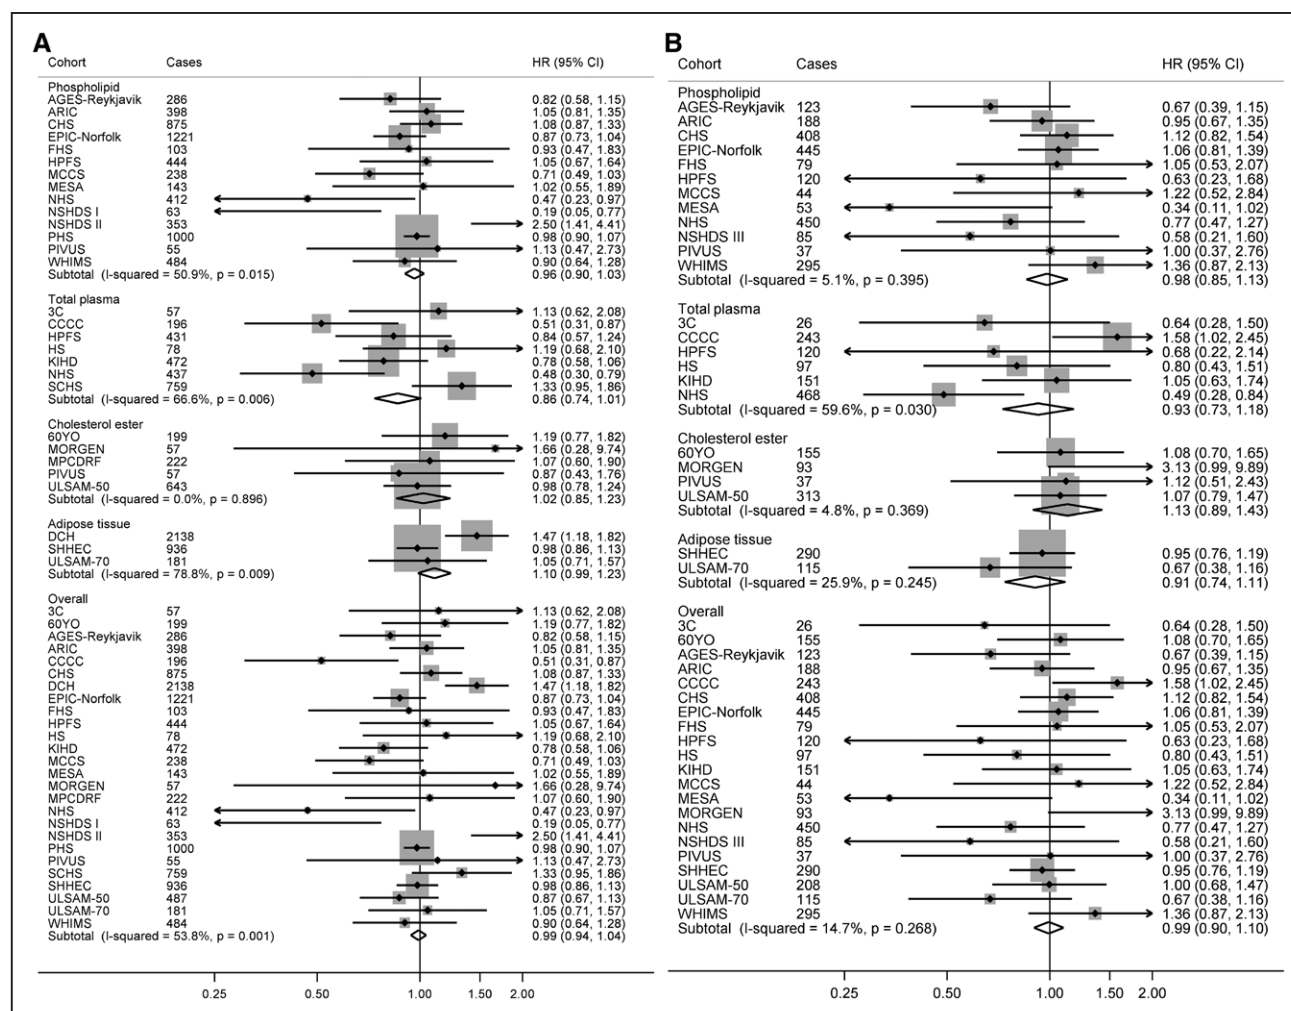 A
Cohort Cases HR (95% CI)
Phospholipid
AGES-Reykjavik 286 0.82 (0.58, 1.15)
ARIC 398 1.05 (0.81, 1.35)
CHS 875 1.08 (0.87, 1.33)
EPIC-Norfolk 1221 0.87 (0.73, 1.04)
FHS 103 0.93 (0.47, 1.83)
HPFS 444 1.05 (0.67, 1.64)
MCCS 238 0.71 (0.49, 1.03)
MESA 143 1.02 (0.55, 1.89)
NHS 412 0.47 (0.23, 0.97)
NSHDS I 63 0.19 (0.05, 0.77)
NSHDS II 353 2.50 (1.41, 4.41)
PHS 1000 0.98 (0.90, 1.07)
PIVUS 55 1.13 (0.47, 2.73)
WHIMS 484 0.90 (0.64, 1.28)
Subtotal (I-squared = 50.9%, p = 0.015) 0.96 (0.90, 1.03)
Total plasma
3C 57 1.13 (0.62, 2.08)
CCCC 196 0.51 (0.31, 0.87)
HPFS 431 0.84 (0.57, 1.24)
HS 78 1.19 (0.68, 2.10)
KIHD 472 0.78 (0.58, 1.06)
NHS 437 0.48 (0.30, 0.79)
SCHS 759 1.33 (0.95, 1.86)
Subtotal (I-squared = 66.6%, p = 0.006) 0.86 (0.74, 1.01)
Cholesterol ester
60YO 199 1.19 (0.77, 1.82)
MORGEN 57 1.66 (0.28, 9.74)
MPCDRF 222 1.07 (0.60, 1.90)
PIVUS 57 0.87 (0.43, 1.76)
ULSAM-50 643 0.98 (0.78, 1.24)
Subtotal (I-squared = 0.0%, p = 0.896) 1.02 (0.85, 1.23)
Adipose tissue
DCH 2138 1.47 (1.18, 1.82)
SHHEC 936 0.98 (0.86, 1.13)
ULSAM-70 181 1.05 (0.71, 1.57)
Subtotal (I-squared = 78.8%, p = 0.009) 1.10 (0.99, 1.23)
Overall
3C 57 1.13 (0.62, 2.08)
60YO 199 1.19 (0.77, 1.82)
AGES-Reykjavik 286 0.82 (0.58, 1.15)
ARIC 398 1.05 (0.81, 1.35)
CCCC 196 0.51 (0.31, 0.87)
CHS 875 1.08 (0.87, 1.33)
DCH 2138 1.47 (1.18, 1.82)
EPIC-Norfolk 1221 0.87 (0.73, 1.04)
FHS 103 0.93 (0.47, 1.83)
HPFS 444 1.05 (0.67, 1.64)
HS 78 1.19 (0.68, 2.10)
KIHD 472 0.78 (0.58, 1.06)
MCCS 238 0.71 (0.49, 1.03)
MESA 143 1.02 (0.55, 1.89)
MORGEN 57 1.66 (0.28, 9.74)
MPCDRF 222 1.07 (0.60, 1.90)
NHS 412 0.47 (0.23, 0.97)
NSHDS I 63 0.19 (0.05, 0.77)
NSHDS II 353 2.50 (1.41, 4.41)
PHS 1000 0.98 (0.90, 1.07)
PIVUS 55 1.13 (0.47, 2.73)
SCHS 759 1.33 (0.95, 1.86)
SHHEC 936 0.98 (0.86, 1.13)
ULSAM-50 487 0.87 (0.67, 1.13)
ULSAM-70 181 1.05 (0.71, 1.57)
WHIMS 484 0.90 (0.64, 1.28)
Subtotal (I-squared = 53.8%, p = 0.001) 0.99 (0.94, 1.04)
0.25 0.50 1.00 1.50 2.00
B
Cohort Cases HR (95% CI)
Phospholipid
AGES-Reykjavik 123 0.67 (0.39, 1.15)
ARIC 188 0.95 (0.67, 1.35)
CHS 408 1.12 (0.82, 1.54)
EPIC-Norfolk 445 1.06 (0.81, 1.39)
FHS 79 1.05 (0.53, 2.07)
HPFS 120 0.63 (0.23, 1.68)
MCCS 44 1.22 (0.52, 2.84)
MESA 53 0.34 (0.11, 1.02)
NHS 450 0.77 (0.47, 1.27)
NSHDS III 85 0.58 (0.21, 1.60)
PIVUS 37 1.00 (0.37, 2.76)
WHIMS 295 1.36 (0.87, 2.13)
Subtotal (I-squared = 5.1%, p = 0.395) 0.98 (0.85, 1.13)
Total plasma
3C 26 0.64 (0.28, 1.50)
CCCC 243 1.58 (1.02, 2.45)
HPFS 120 0.68 (0.22, 2.14)
HS 97 0.80 (0.43, 1.51)
KIHD 151 1.05 (0.63, 1.74)
NHS 468 0.49 (0.28, 0.84)
Subtotal (I-squared = 59.6%, p = 0.030) 0.93 (0.73, 1.18)
Cholesterol ester
60YO 155 1.08 (0.70, 1.65)
MORGEN 93 3.13 (0.99, 9.89)
PIVUS 37 1.12 (0.51, 2.43)
ULSAM-50 313 1.07 (0.79, 1.47)
Subtotal (I-squared = 4.8%, p = 0.369) 1.13 (0.89, 1.43)
Adipose tissue
SHHEC 290 0.95 (0.76, 1.19)
ULSAM-70 115 0.67 (0.38, 1.16)
Subtotal (I-squared = 25.9%, p = 0.245) 0.91 (0.74, 1.11)
Overall
3C 26 0.64 (0.28, 1.50)
60YO 155 1.08 (0.70, 1.65)
AGES-Reykjavik 123 0.67 (0.39, 1.15)
ARIC 188 0.95 (0.67, 1.35)
CCCC 243 1.58 (1.02, 2.45)
CHS 408 1.12 (0.82, 1.54)
EPIC-Norfolk 445 1.06 (0.81, 1.39)
FHS 79 1.05 (0.53, 2.07)
HPFS 120 0.63 (0.23, 1.68)
HS 97 0.80 (0.43, 1.51)
KIHD 151 1.05 (0.63, 1.74)
MCCS 44 1.22 (0.52, 2.84)
MESA 53 0.34 (0.11, 1.02)
MORGEN 93 3.13 (0.99, 9.89)
NHS 450 0.77 (0.47, 1.27)
NSHDS III 85 0.58 (0.21, 1.60)
PIVUS 37 1.00 (0.37, 2.76)
SHHEC 290 0.95 (0.76, 1.19)
ULSAM-50 208 1.00 (0.68, 1.47)
ULSAM-70 115 0.67 (0.38, 1.16)
WHIMS 295 1.36 (0.87, 2.13)
Subtotal (I-squared = 14.7%, p = 0.268) 0.99 (0.90, 1.10)
0.25 0.50 1.00 1.50 2.00